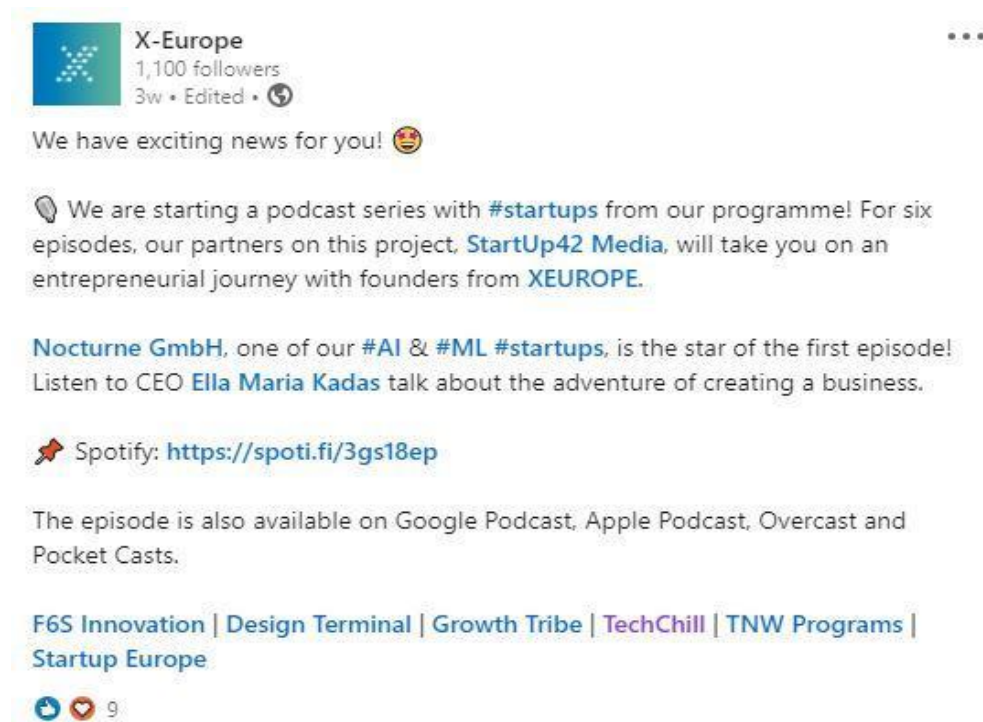 X-Europe
1,100 followers
3w • Edited •
We have exciting news for you! 🤩
🎙 We are starting a podcast series with #startups from our programme! For six
episodes, our partners on this project, StartUp42 Media, will take you on an
entrepreneurial journey with founders from XEUROPE.
Nocturne GmbH, one of our #AI & #ML #startups, is the star of the first episode!
Listen to CEO Ella Maria Kadas talk about the adventure of creating a business.
📌 Spotify: https://spoti.fi/3gs18ep
The episode is also available on Google Podcast, Apple Podcast, Overcast and
Pocket Casts.
F6S Innovation | Design Terminal | Growth Tribe | TechChill | TNW Programs |
Startup Europe
9